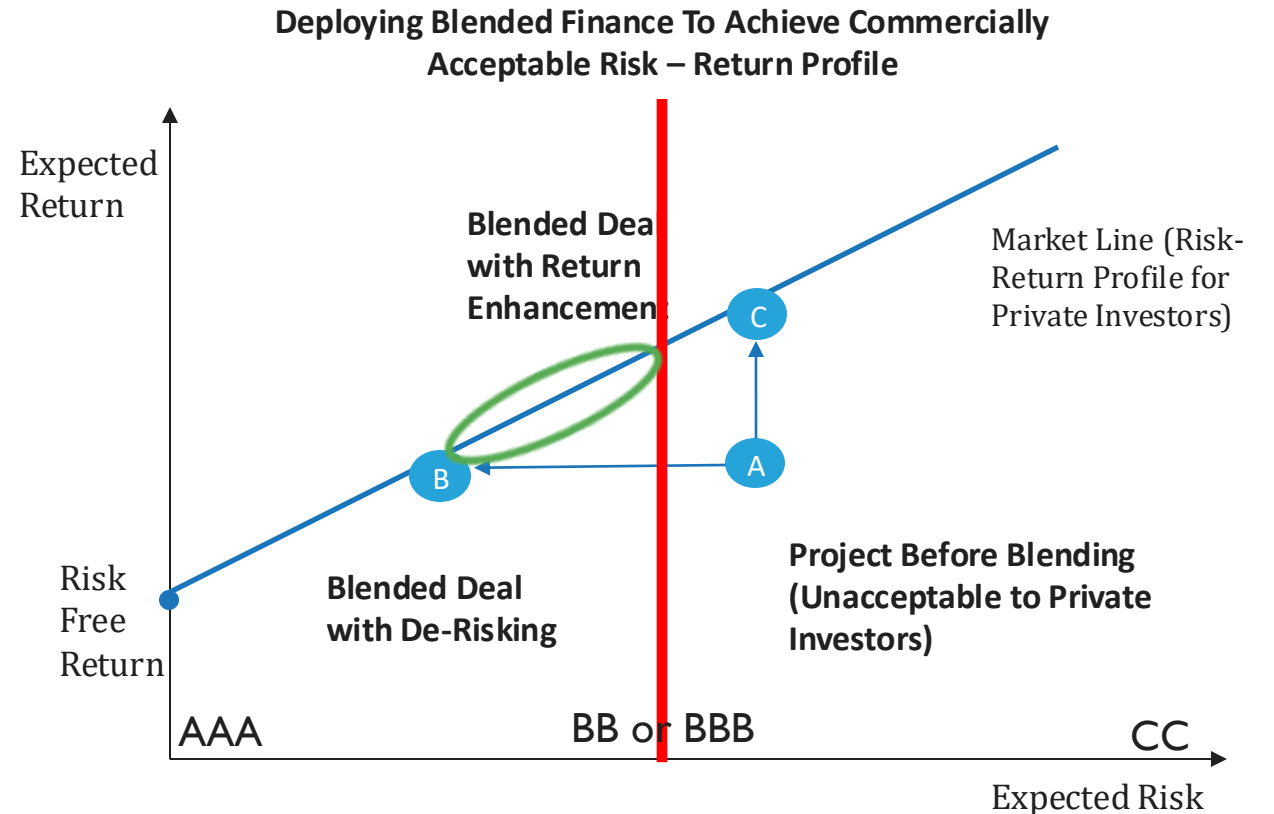 Deploying Blended Finance To Achieve Commercially
Acceptable Risk – Return Profile
Expected
Return
Blended Dea
with Return
Enhancement
Market Line (Risk-
Return Profile for
Private Investors)
C
A
B
Project Before Blending
(Unacceptable to Private
Investors)
Risk
Free
Return
Blended Deal
with De-Risking
AAA
BB or BBB
CC
Expected Risk